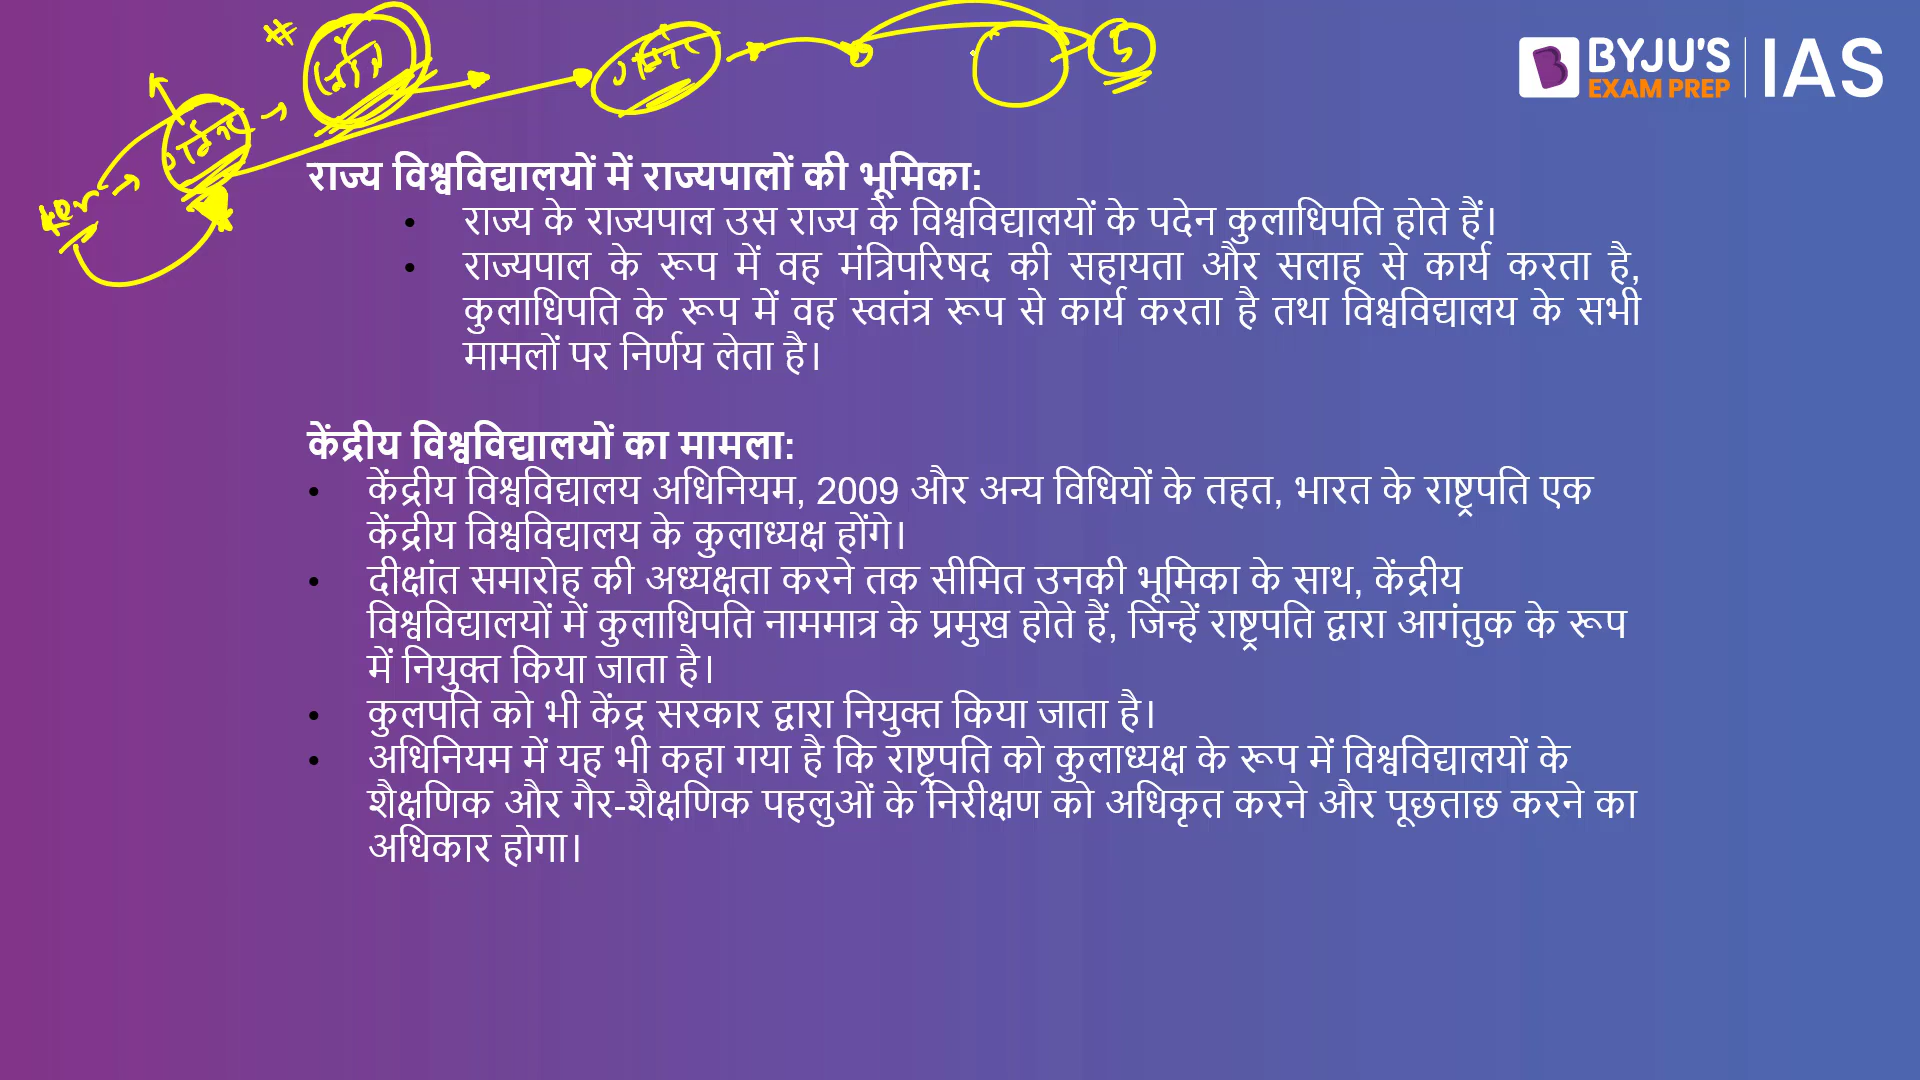 BYJU'S
EXAM PREP
IAS
राज्य विश्वविद्यालयों में राज्यपालों की भूमिका:
• राज्य के राज्यपाल उस राज्य के विश्वविद्यालयों के पदेन कुलाधिपति होते हैं।
• राज्यपाल के रूप में वह मंत्रिपरिषद की सहायता और सलाह से कार्य करता है,
कुलाधिपति के रूप में वह स्वतंत्र रूप से कार्य करता है तथा विश्वविद्यालय के सभी
मामलों पर निर्णय लेता है।
केंद्रीय विश्वविद्यालयों का मामला:
• केंद्रीय विश्वविद्यालय अधिनियम, 2009 और अन्य विधियों के तहत, भारत के राष्ट्रपति एक
केंद्रीय विश्वविद्यालय के कुलाध्यक्ष होंगे।
• दीक्षांत समारोह की अध्यक्षता करने तक सीमित उनकी भूमिका के साथ, केंद्रीय
विश्वविद्यालयों में कुलाधिपति नाममात्र के प्रमुख होते हैं, जिन्हें राष्ट्रपति द्वारा आगंतुक के रूप
में नियुक्त किया जाता है।
• कुलपति को भी केंद्र सरकार द्वारा नियुक्त किया जाता है।
• अधिनियम में यह भी कहा गया है कि राष्ट्रपति को कुलाध्यक्ष के रूप में विश्वविद्यालयों के
शैक्षणिक और गैर-शैक्षणिक पहलुओं के निरीक्षण को अधिकृत करने और पूछताछ करने का
अधिकार होगा।